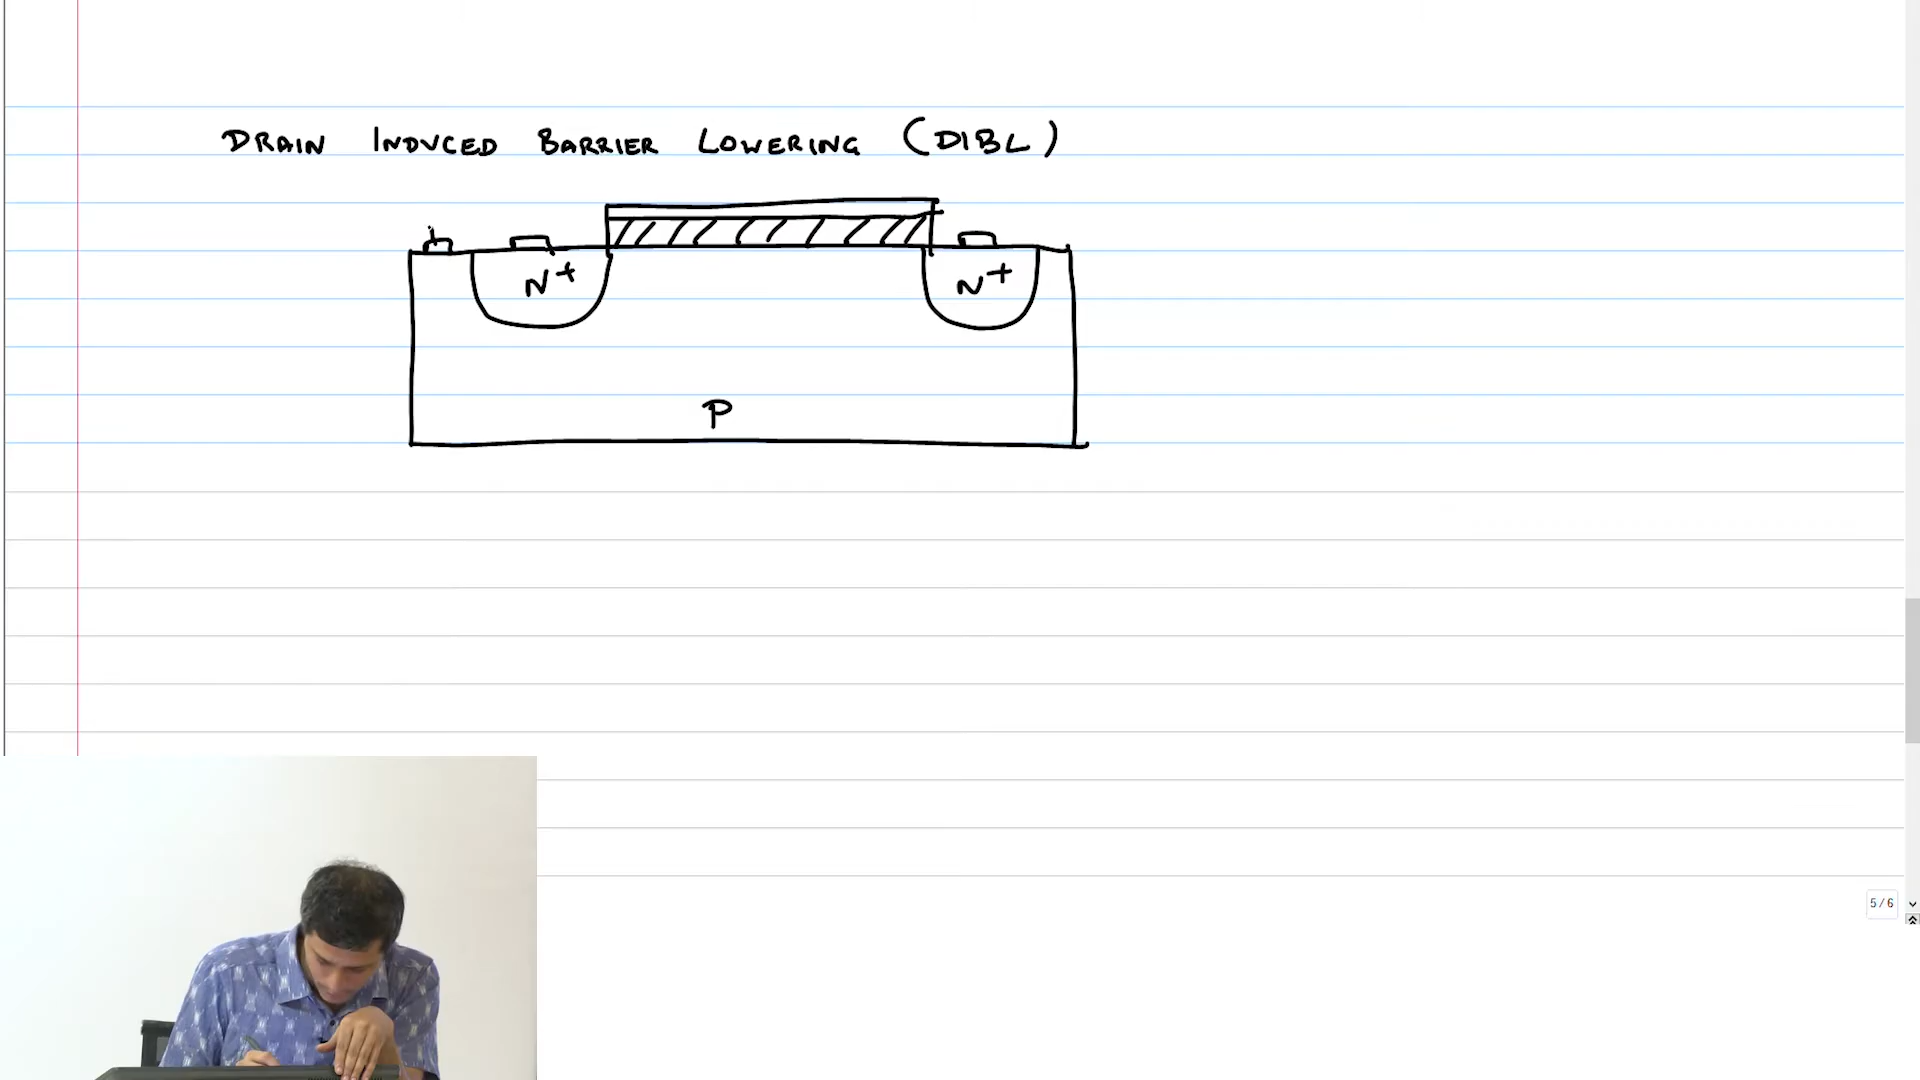 DRAIN INDUCED BARRIER LOWERING (DIBL)
N+ N+
P
5/6